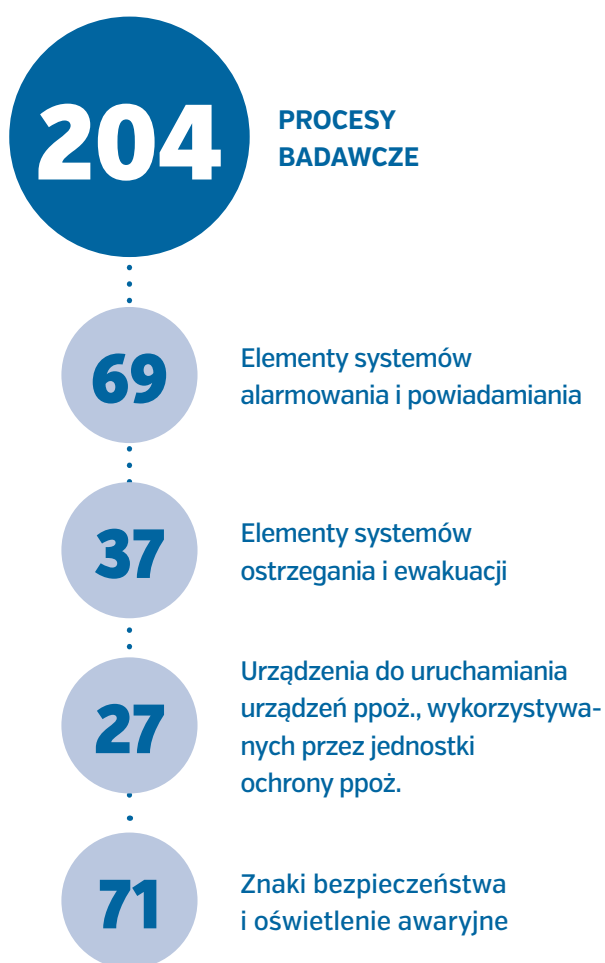 204
PROCESY
BADAWCZE
69
Elementy systemów
alarmowania i powiadamiania
37
Elementy systemów
ostrzegania i ewakuacji
27
Urządzenia do uruchamiania
urządzeń ppoż., wykorzystywa-
nych przez jednostki
ochrony ppoż.
71
Znaki bezpieczeństwa
i oświetlenie awaryjne